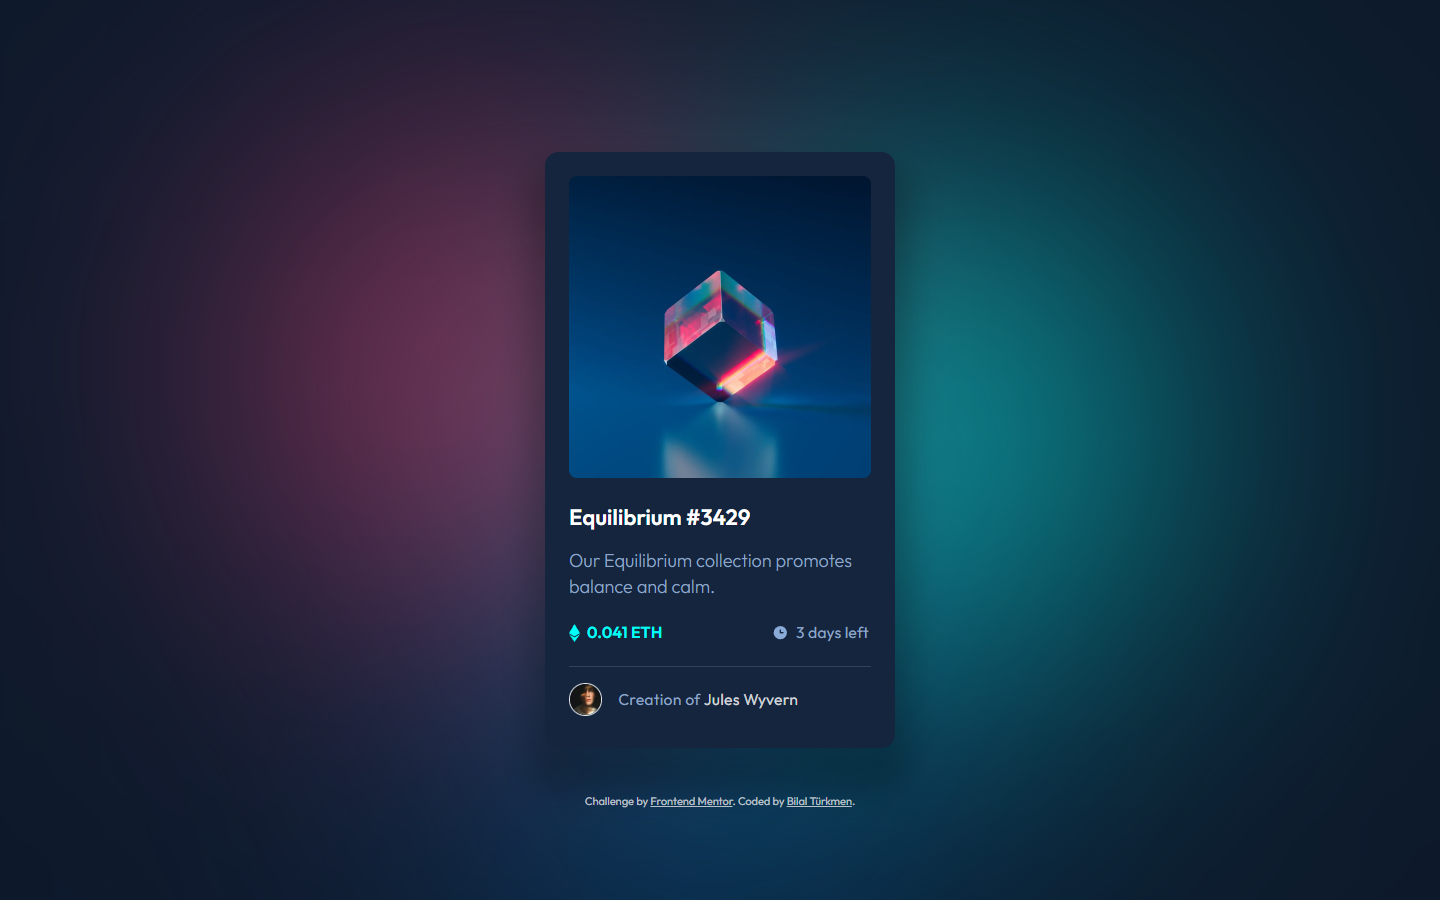 Equilibrium #3429
Our Equilibrium collection promotes
balance and calm.
0.041 ETH
3 days left
Creation of Jules Wyvern
Challenge by Frontend Mentor. Coded by Bilal Türkmen.